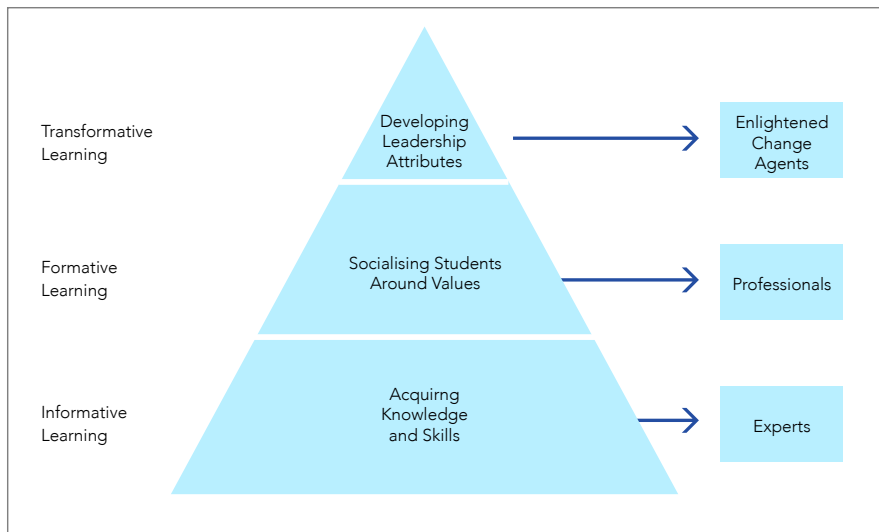 Transformative
Learning
Developing
Leadership
Attributes
Enlightened
Change
Agents
Formative
Learning
Socialising Students
Around Values
Professionals
Informative
Learning
Acquirng
Knowledge
and Skills
Experts